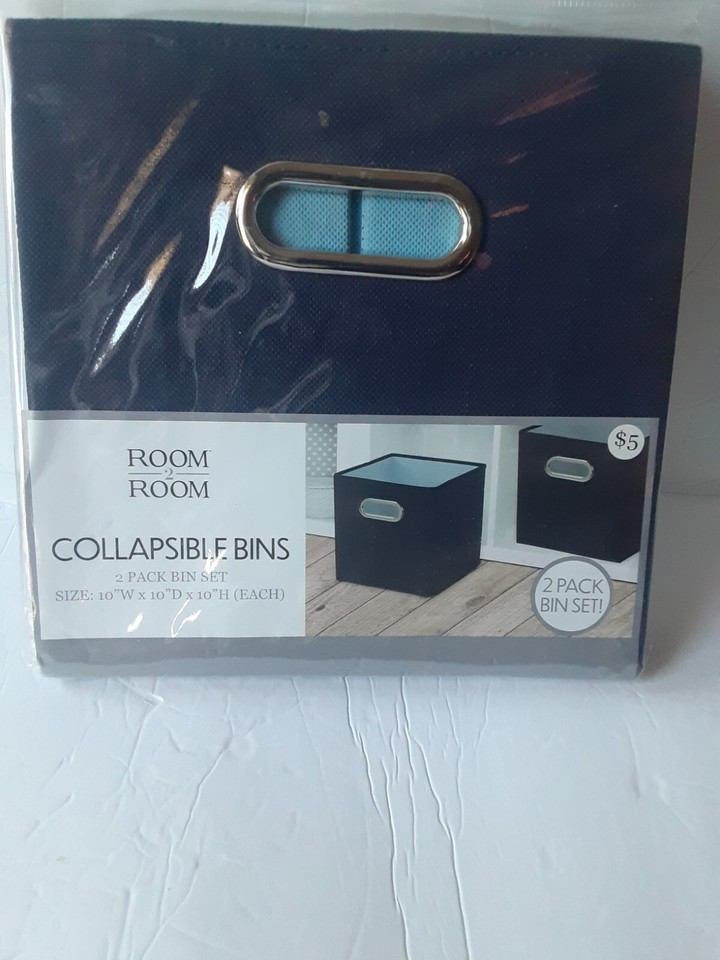 ROOM
2
ROOM
COLLAPSIBLE BINS
2 PACK BIN SET
SIZE: 10"W x 10"D x 10"H (EACH)
$5
2 PACK
BIN SET!